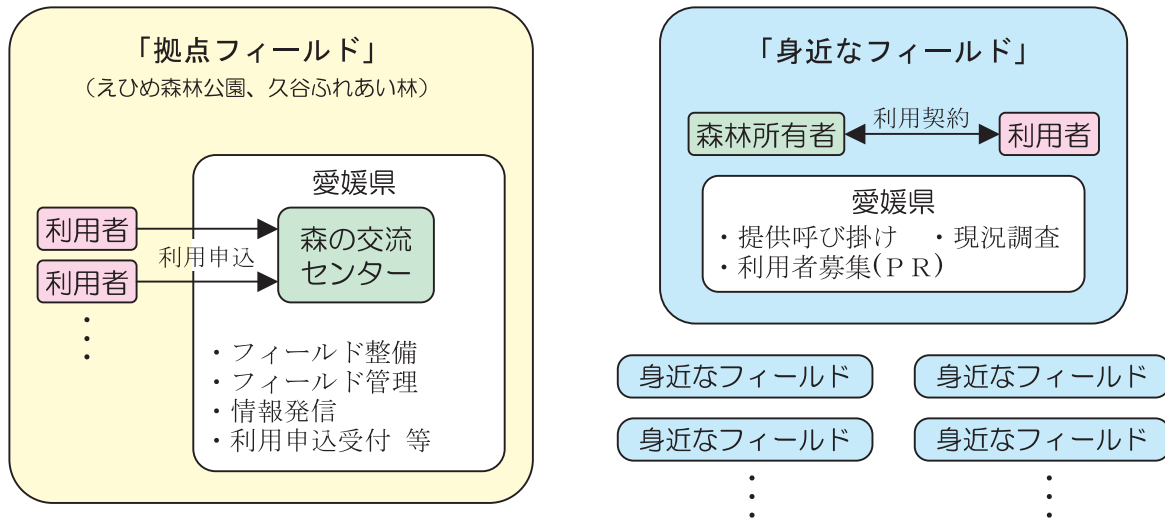 「拠点フィールド」
（えひめ森林公園、久谷ふれあい林）
愛媛県
利用者
利用者
利用申込
森の交流
センター
・フィールド整備
・フィールド管理
・情報発信
・利用申込受付 等
「身近なフィールド」
森林所有者
利用契約
利用者
愛媛県
・提供呼び掛け ・現況調査
・利用者募集(ＰＲ)
身近なフィールド
身近なフィールド
身近なフィールド
身近なフィールド